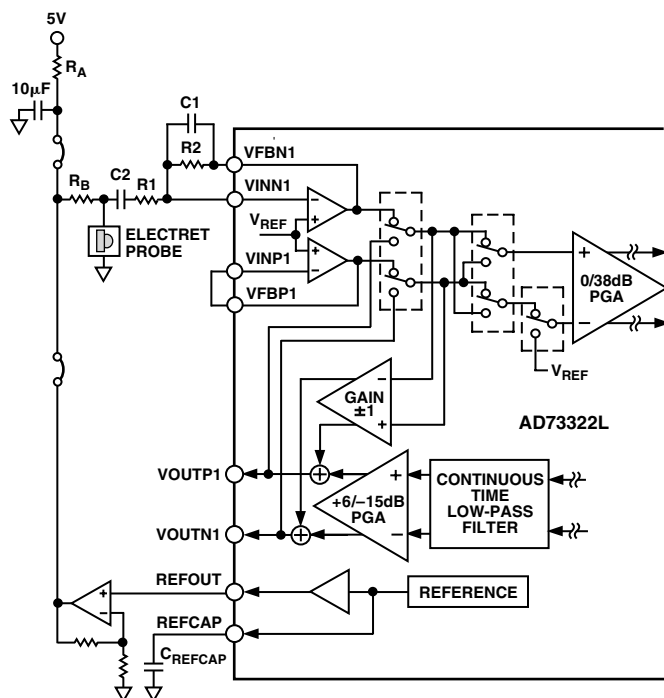 5V
RA
10µF
C1
R2
VFBN1
RB
C2
R1
VINN1
VREF
ELECTRET
PROBE
VINP1
VFBP1
+
−
+
−
0/38dB
PGA
+
−
VREF
GAIN
±1
−
+
AD73322L
VOUTP1
+
+6/−15dB
PGA
+
−
CONTINUOUS
TIME
LOW-PASS
FILTER
VOUTN1
+
REFOUT
REFERENCE
+
−
REFCAP
CREFCAP